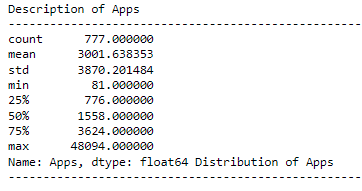 Description of Apps
----------------------------------------------------
count 777.000000
mean 3001.638353
std 3870.201484
min 81.000000
25% 776.000000
50% 1558.000000
75% 3624.000000
max 48094.000000
Name: Apps, dtype: float64 Distribution of Apps
----------------------------------------------------